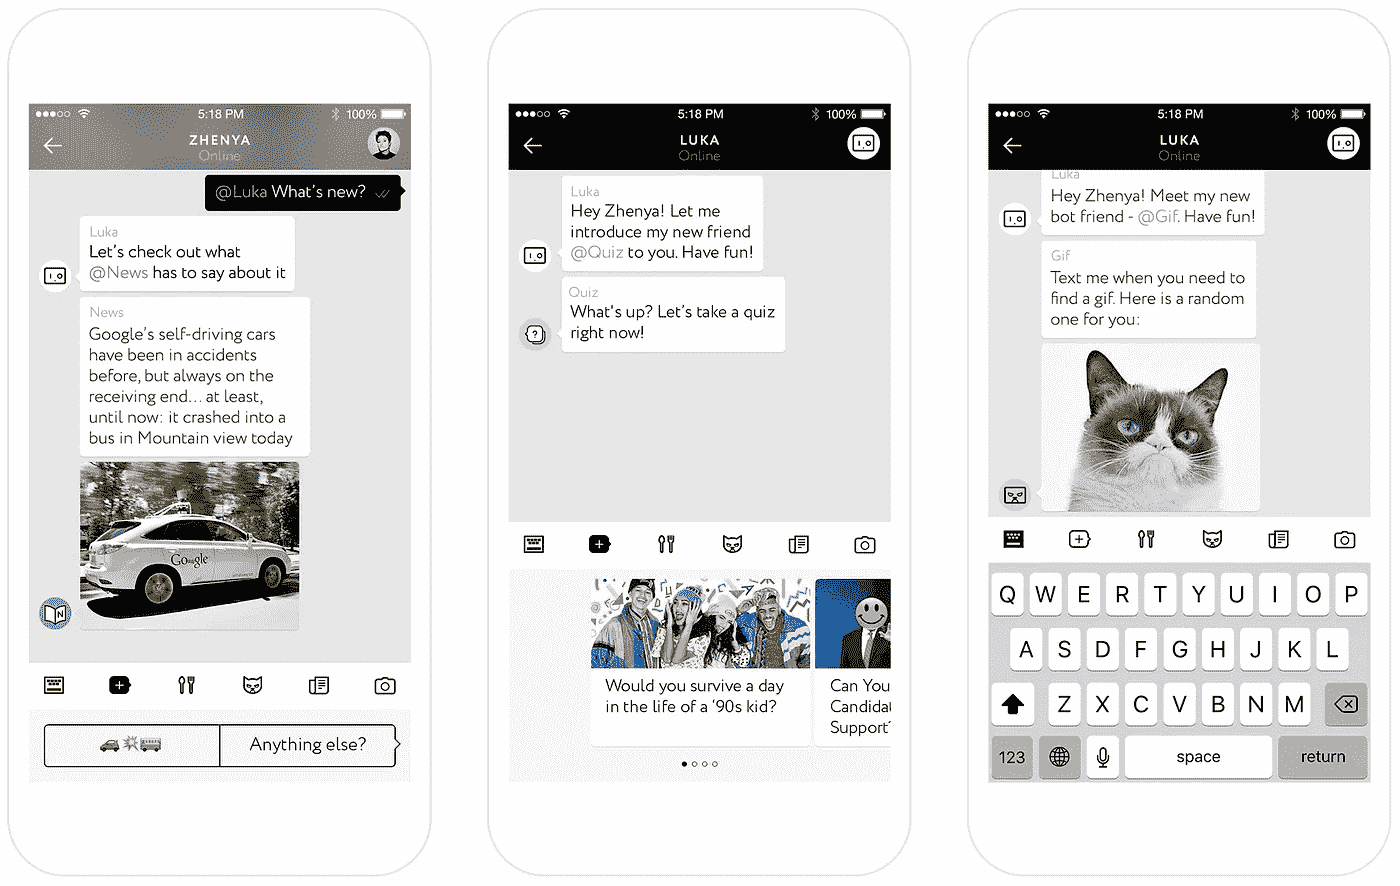 5:18 PM
100%
ZHENYA
Online
@Luka What's new?
Luka
Let's check out what
@News has to say about it
News
Google's self-driving cars
have been in accidents
before, but always on the
receiving end... at least,
until now: it crashed into a
bus in Mountain view today
Google
N
Anything else?
5:18 PM
100%
LUKA
Online
Luka
Hey Zhenya! Let me
introduce my new friend
@Quiz to you. Have fun!
Quiz
What's up? Let's take a quiz
right now!
?
Would you survive a day
in the life of a '90s kid?
Can You
Candidat
Support?
5:18 PM
100%
LUKA
Online
Luka
Hey Zhenya! Meet my new
bot friend - @Gif. Have fun!
Gif
Text me when you need to
find a gif. Here is a random
one for you:
Q W E R T Y U I O P
A S D F G H J K L
Z X C V B N M
123 space return